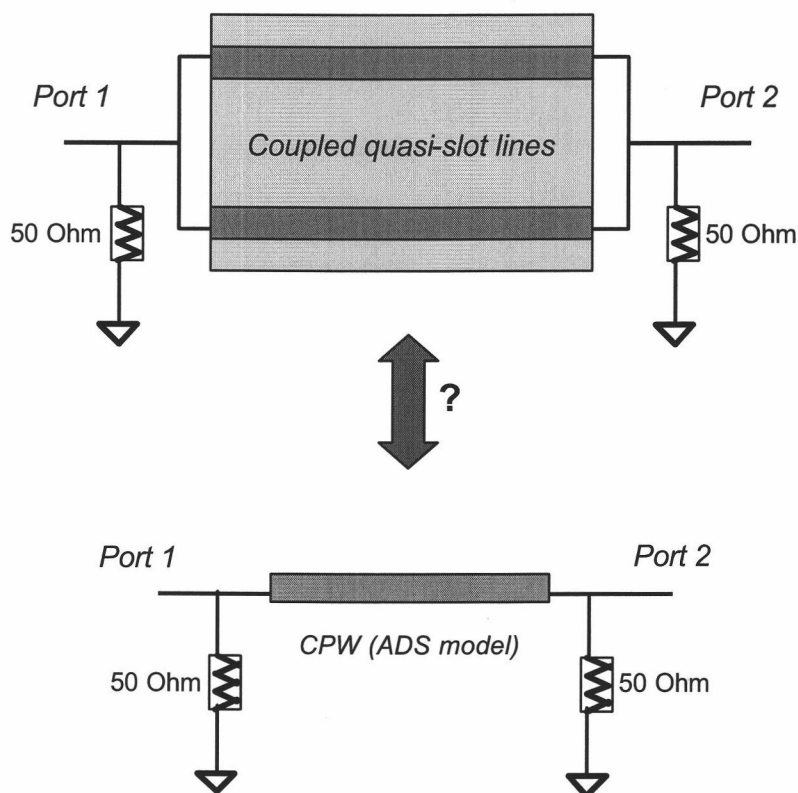 Port 1
Port 2
Coupled quasi-slot lines
50 Ohm
50 Ohm
?
Port 1
Port 2
CPW (ADS model)
50 Ohm
50 Ohm